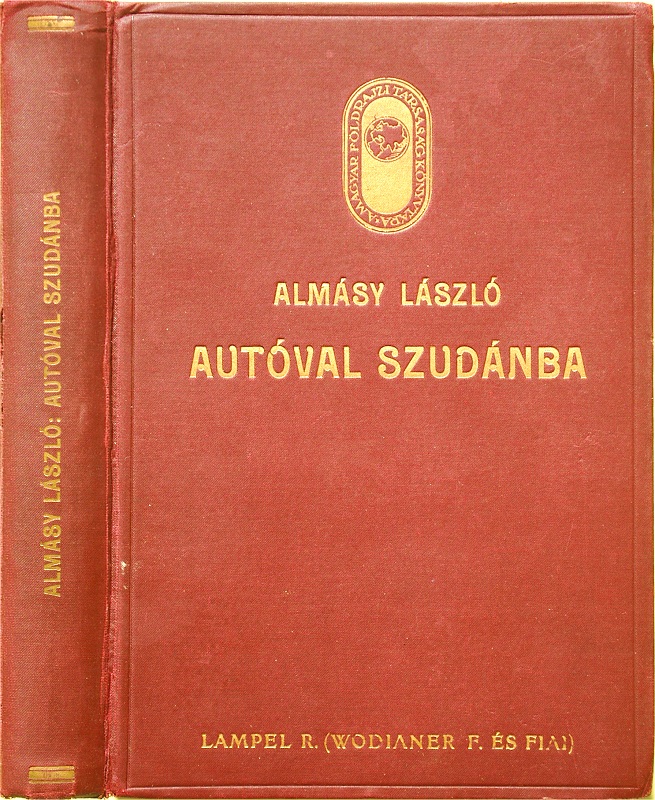 ALMÁSY LÁSZLÓ: AUTÓVAL SZUDÁNBA
A MAGYAR FÖLDRAJZI TÁRSASÁG KÖNYVTÁRA
ALMÁSY LÁSZLÓ
AUTÓVAL SZUDÁNBA
LAMPEL R. (WODIANER F. ÉS FIAI)